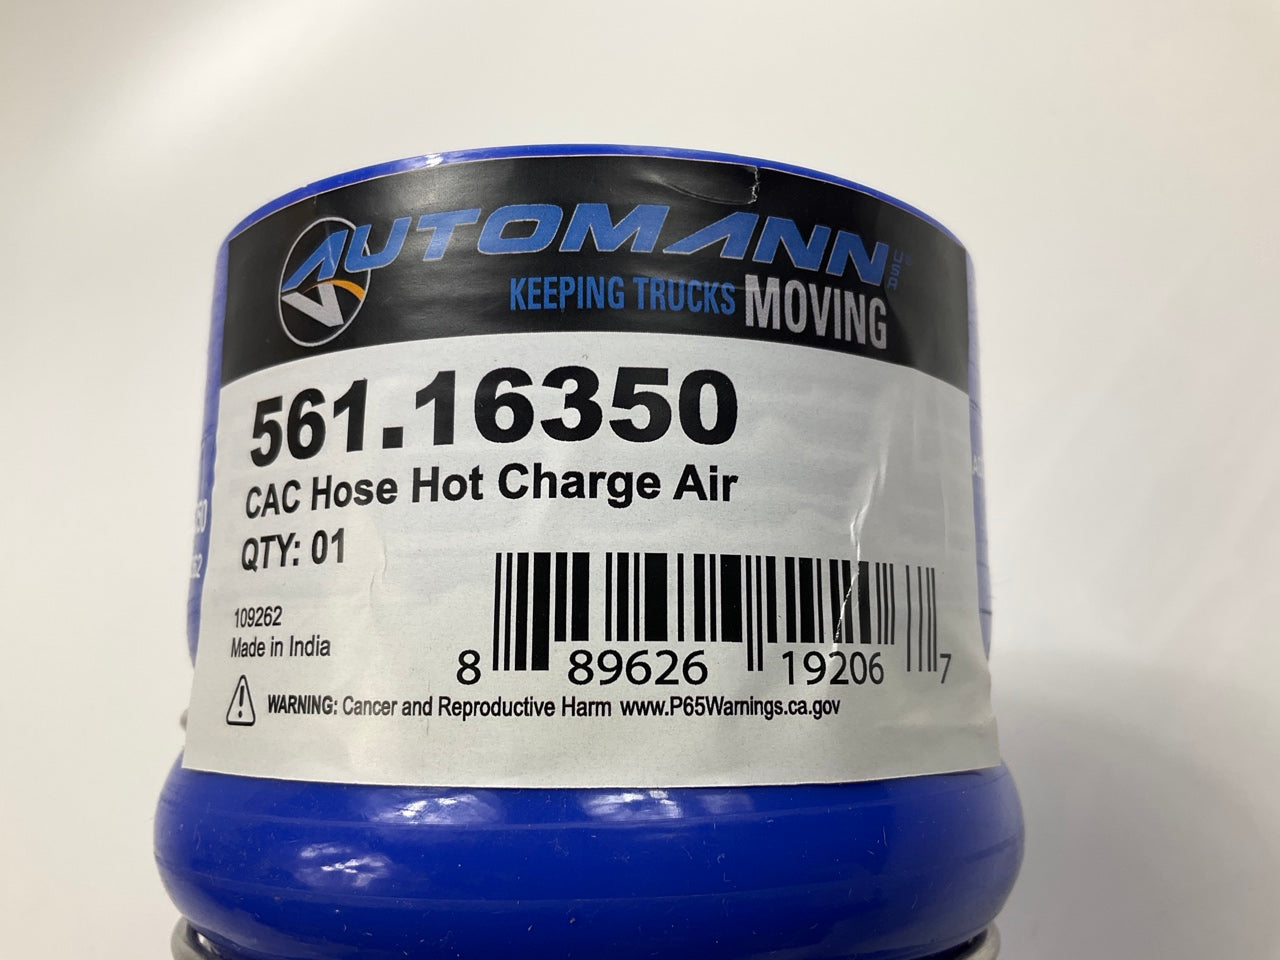 AUTOMANN USA
KEEPING TRUCKS MOVING
561.16350
CAC Hose Hot Charge Air
QTY: 01
109262
Made in India
8 89626 19206 7
WARNING: Cancer and Reproductive Harm www.P65Warnings.ca.gov